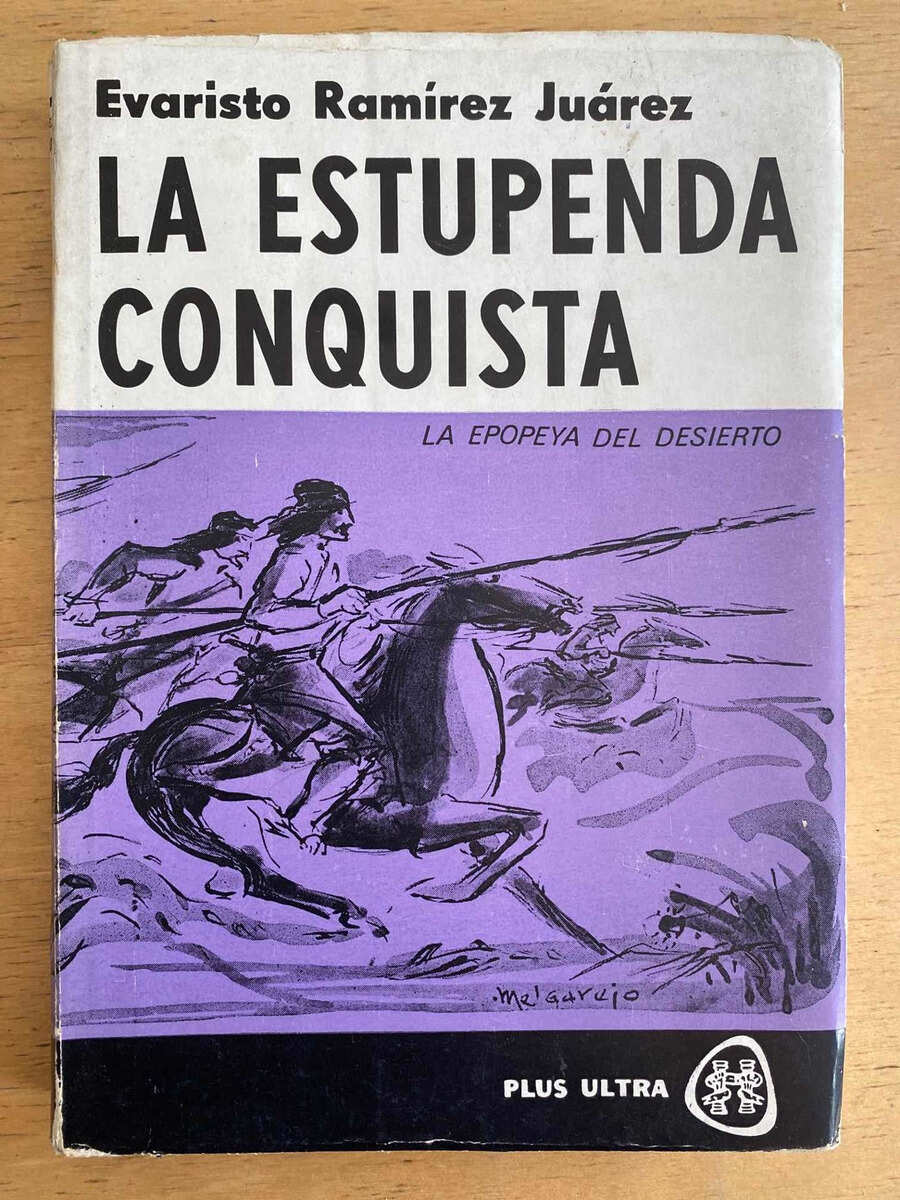 Evaristo Ramírez Juárez
LA ESTUPENDA
CONQUISTA
LA EPOPEYA DEL DESIERTO
.Melgarejo
PLUS ULTRA